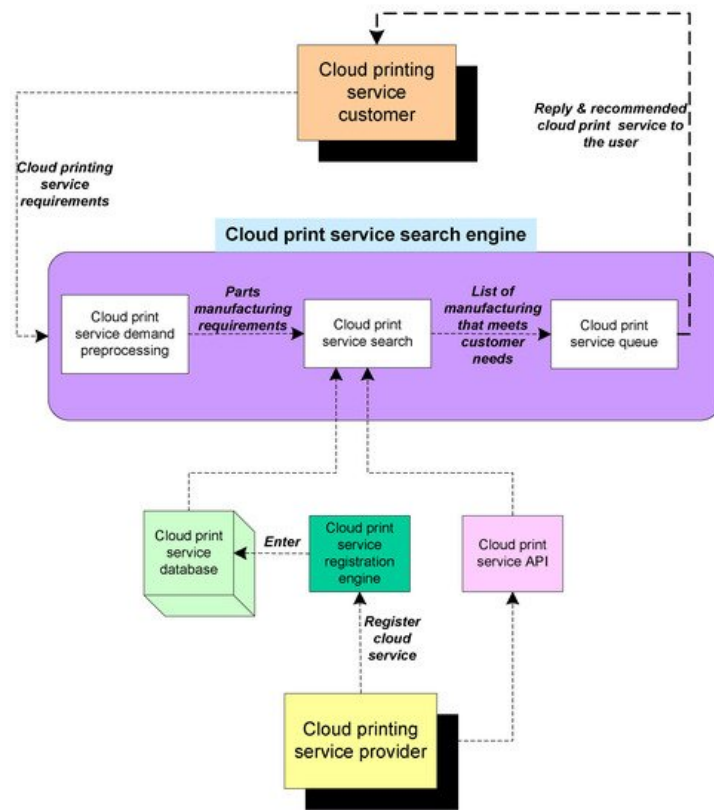 Cloud printing
service
customer
Reply & recommended
cloud print service to
the user
Cloud printing
service
requirements
Cloud print service search engine
Cloud print
service demand
preprocessing
Parts
manufacturing
requirements
Cloud print
service search
List of
manufacturing
that meets
customer
needs
Cloud print
service queue
Cloud print
service
database
Enter
Cloud print
service
registration
engine
Cloud print
service API
Register
cloud
service
Cloud printing
service provider